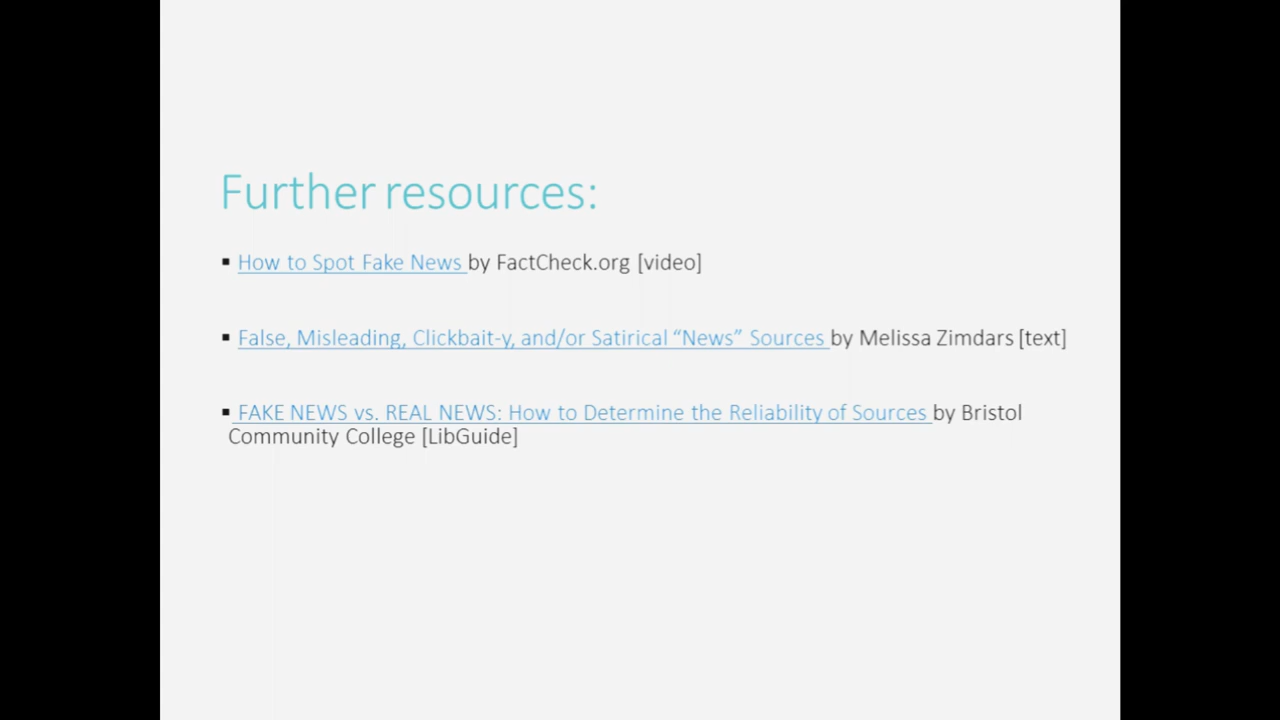 Further resources:
▪ How to Spot Fake News by FactCheck.org [video]
▪ False, Misleading, Clickbait-y, and/or Satirical “News” Sources by Melissa Zimdars [text]
▪ FAKE NEWS vs. REAL NEWS: How to Determine the Reliability of Sources by Bristol
Community College [LibGuide]